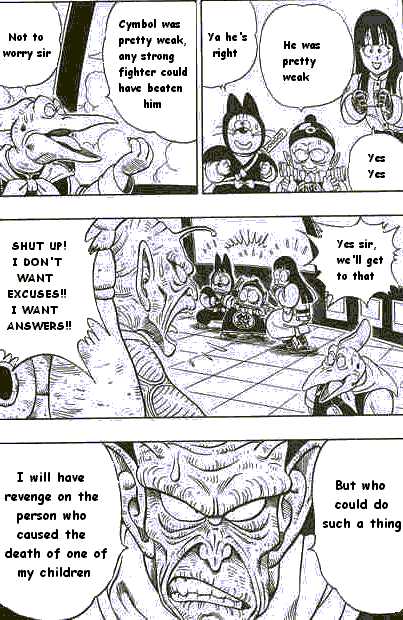 Not to
worry sir
Cymbol was
pretty weak,
any strong
fighter could
have beaten
him
Ya he's
right
He was
pretty
weak
Yes
Yes
SHUT UP!
I DON'T
WANT
EXCUSES!!
I WANT
ANSWERS!!
Yes sir,
we'll get
to that
I will have
revenge on the
person who
caused the
death of one of
my children
But who
could do
such a thing